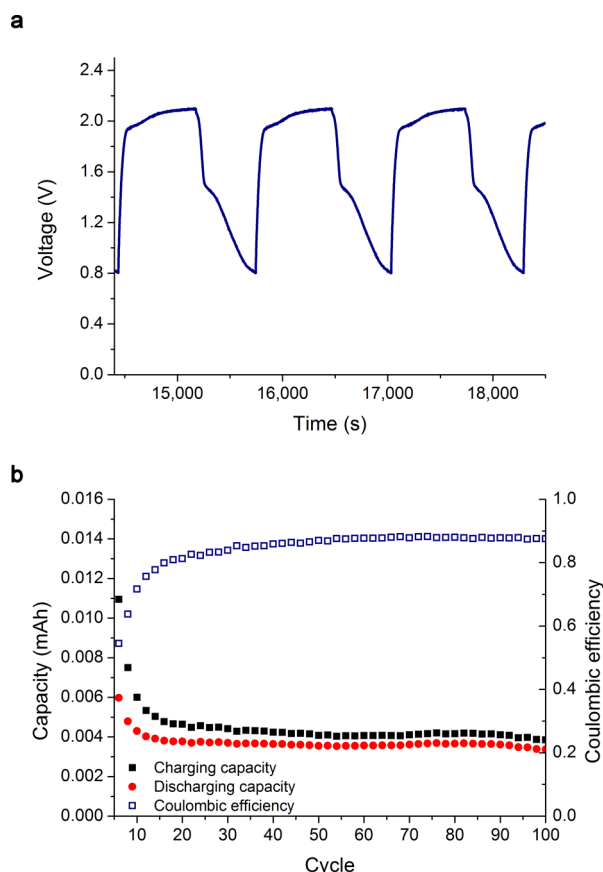 a
2.4
2.0
1.6
1.2
0.8
0.4
0.0
Voltage (V)
15,000 16,000 17,000 18,000
Time (s)
b
0.016
0.014
0.012
0.010
0.008
0.006
0.004
0.002
0.000
Capacity (mAh)
1.0
0.8
0.6
0.4
0.2
0.0
Coulombic efficiency
Charging capacity
Discharging capacity
Coulombic efficiency
10 20 30 40 50 60 70 80 90 100
Cycle